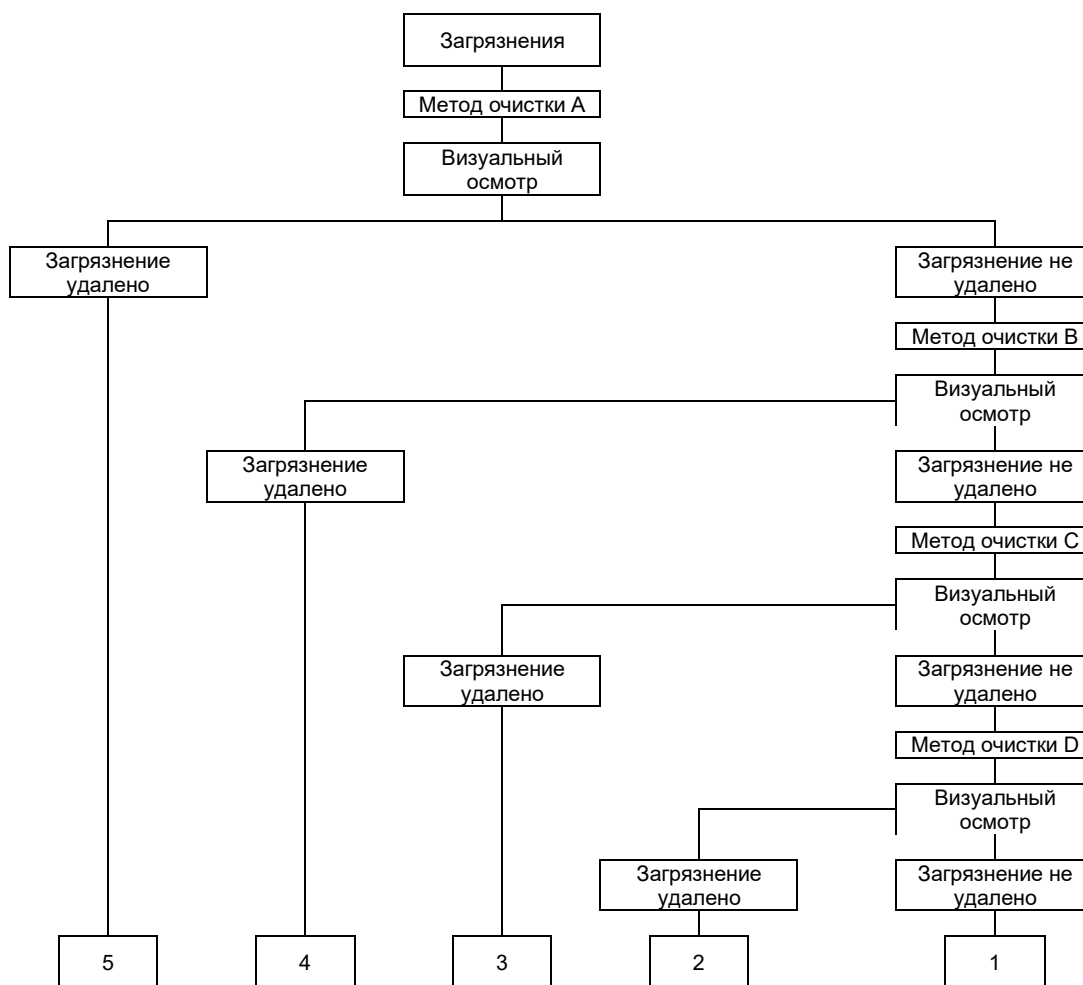 Загрязнения
Метод очистки A
Визуальный
осмотр
Загрязнение
удалено
Загрязнение не
удалено
Метод очистки B
Визуальный
осмотр
Загрязнение
удалено
Загрязнение не
удалено
Метод очистки C
Визуальный
осмотр
Загрязнение
удалено
Загрязнение не
удалено
Метод очистки D
Визуальный
осмотр
Загрязнение
удалено
Загрязнение не
удалено
5
4
3
2
1